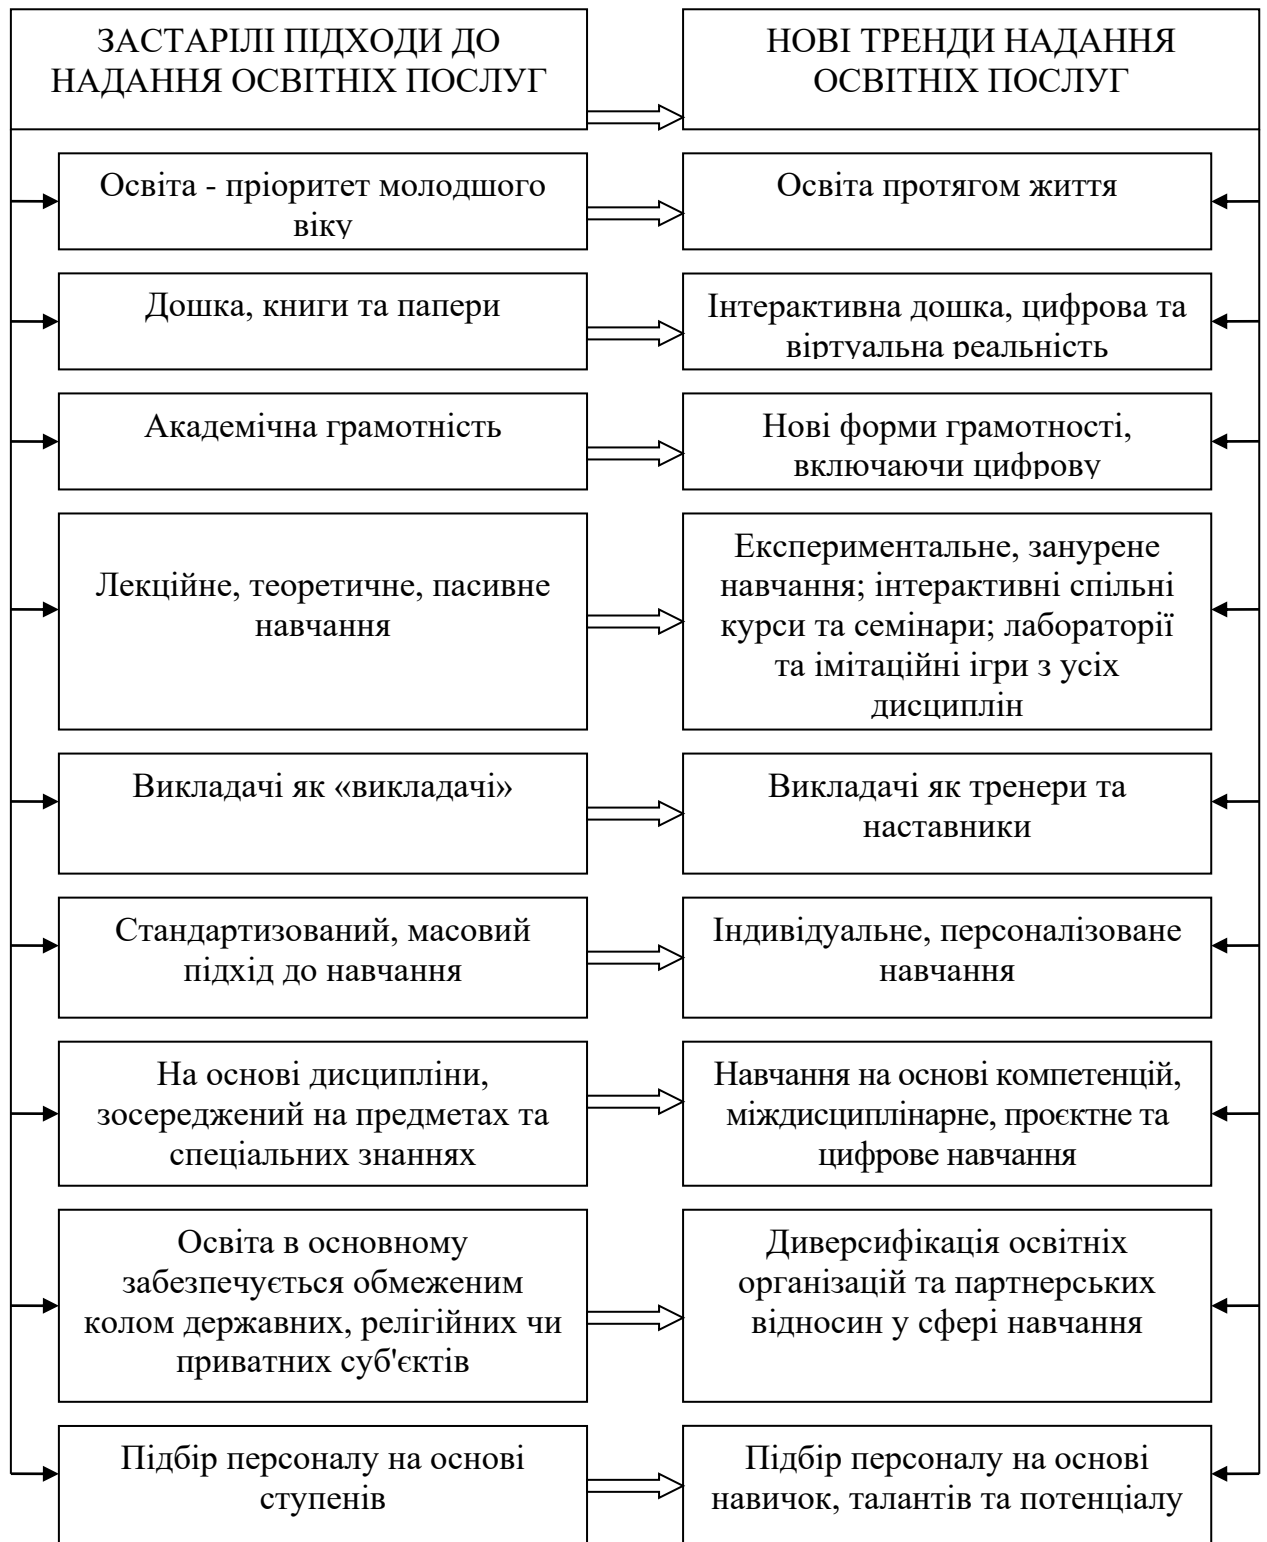 ЗАСТАРІЛІ ПІДХОДИ ДО
НАДАННЯ ОСВІТНІХ ПОСЛУГ
НОВІ ТРЕНДИ НАДАННЯ
ОСВІТНІХ ПОСЛУГ
Освіта - пріоритет молодшого
віку
Освіта протягом життя
Дошка, книги та папери
Інтерактивна дошка, цифрова та
віртуальна реальність
Академічна грамотність
Нові форми грамотності,
включаючи цифрову
Лекційне, теоретичне, пасивне
навчання
Експериментальне, занурене
навчання; інтерактивні спільні
курси та семінари; лабораторії
та імітаційні ігри з усіх
дисциплін
Викладачі як «викладачі»
Викладачі як тренери та
наставники
Стандартизований, масовий
підхід до навчання
Індивідуальне, персоналізоване
навчання
На основі дисципліни,
зосереджений на предметах та
спеціальних знаннях
Навчання на основі компетенцій,
міждисциплінарне, проєктне та
цифрове навчання
Освіта в основному
забезпечується обмеженим
колом державних, релігійних чи
приватних суб'єктів
Диверсифікація освітніх
організацій та партнерських
відносин у сфері навчання
Підбір персоналу на основі
ступенів
Підбір персоналу на основі
навичок, талантів та потенціалу